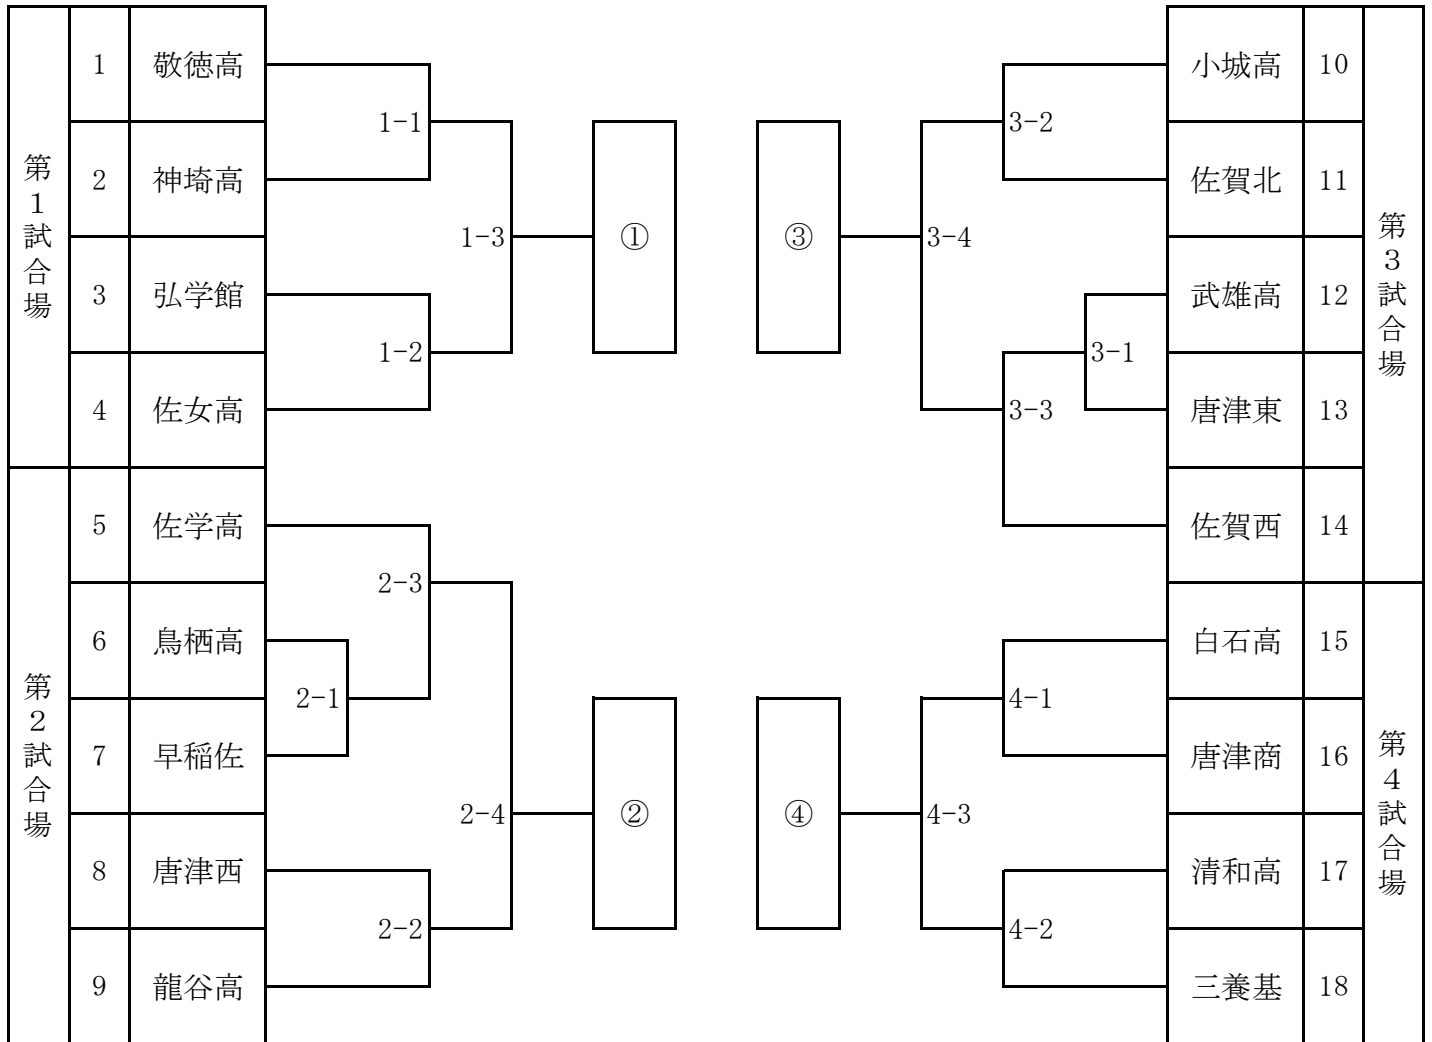 第1試合場
1 敬徳高
1-1
2 神埼高
1-3
①
3 弘学館
1-2
4 佐女高
第2試合場
5 佐学高
2-3
6 鳥栖高
2-1
7 早稲佐
2-4
②
8 唐津西
2-2
9 龍谷高
小城高 10
3-2
佐賀北 11
③
3-4
武雄高 12
3-1
唐津東 13
3-3
佐賀西 14
第3試合場
白石高 15
4-1
唐津商 16
④
4-3
清和高 17
4-2
三養基 18
第4試合場